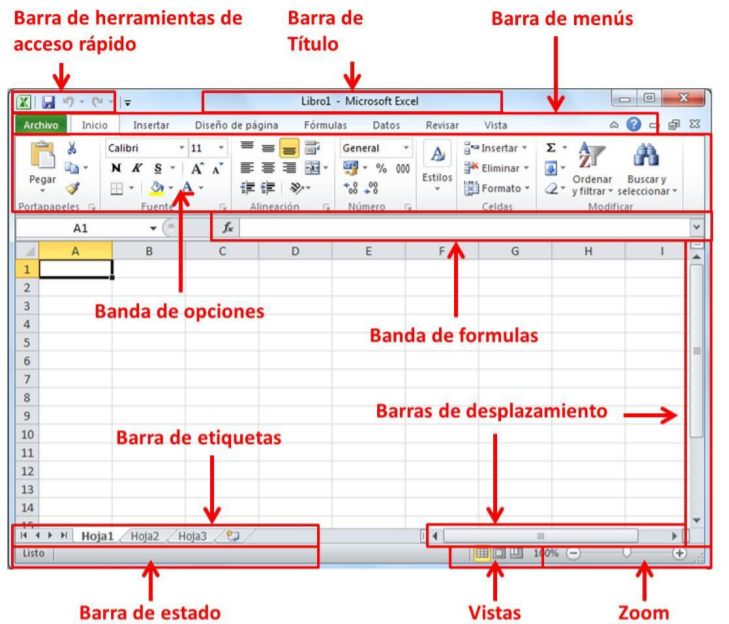 Barra de herramientas de
acceso rápido
Barra de
Título
Barra de menús
Libro1 - Microsoft Excel
Archivo Inicio Insertar Diseño de página Fórmulas Datos Revisar Vista
Pegar
Calibri 11
N K S A A
A
General
% 000
Estilos
Insertar
Eliminar
Formato
Σ
Ordenar
y filtrar
Buscar y
seleccionar
Portapapeles Fuente Alineación Número Celdas Modificar
A1 fx
A B C D E F G H I
1
2
3
Banda de opciones
4
Banda de formulas
5
6
7
8
Barras de desplazamiento
9
10
Barra de etiquetas
11
12
13
14
15
Hoja1 Hoja2 Hoja3
Listo 100%
Barra de estado
Vistas
Zoom